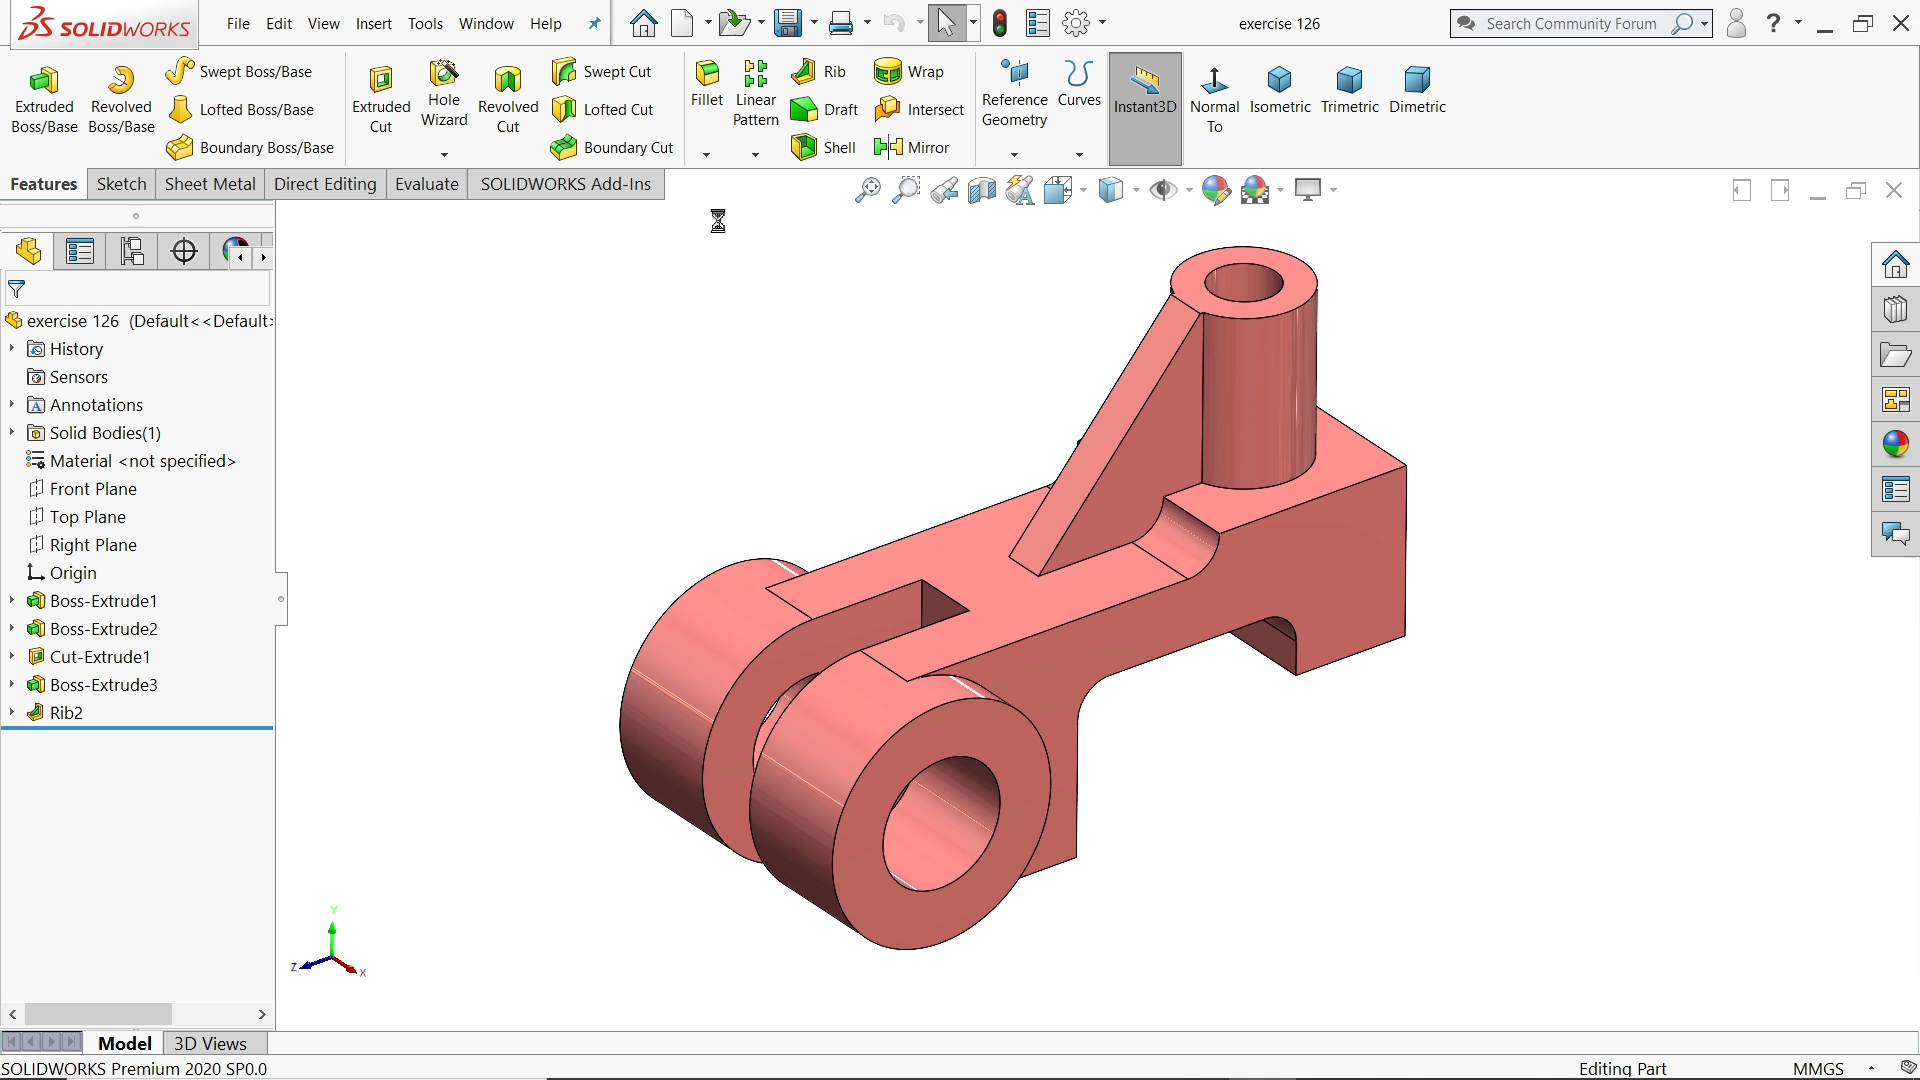 SOLIDWORKS
File Edit View Insert Tools Window Help
exercise 126
Search Community Forum
?
Extruded Boss/Base
Revolved Boss/Base
Swept Boss/Base
Lofted Boss/Base
Boundary Boss/Base
Extruded Cut
Hole Wizard
Revolved Cut
Swept Cut
Lofted Cut
Boundary Cut
Fillet
Linear Pattern
Rib
Draft
Shell
Wrap
Intersect
Mirror
Reference Geometry
Curves
Instant3D
Normal To
Isometric
Trimetric
Dimetric
Features Sketch Sheet Metal Direct Editing Evaluate SOLIDWORKS Add-Ins
exercise 126 (Default<<Default>
History
Sensors
Annotations
Solid Bodies(1)
Material <not specified>
Front Plane
Top Plane
Right Plane
Origin
Boss-Extrude1
Boss-Extrude2
Cut-Extrude1
Boss-Extrude3
Rib2
Y
Z
X
Model 3D Views
SOLIDWORKS Premium 2020 SP0.0
Editing Part
MMGS